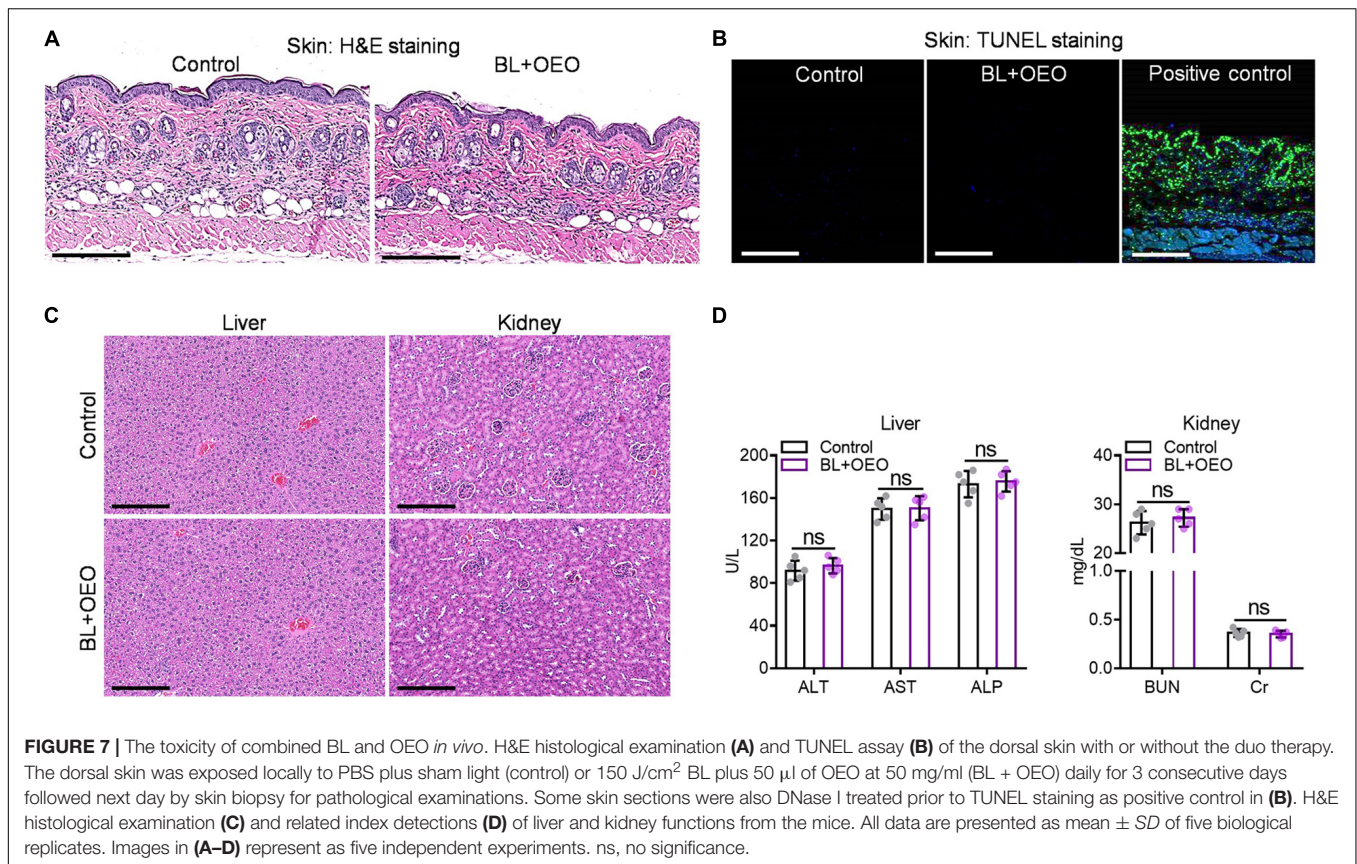 A
Skin: H&E staining
Control
BL+OEO
B
Skin: TUNEL staining
Control
BL+OEO
Positive control
C
Liver
Kidney
Control
BL+OEO
D
Liver
Control
BL+OEO
U/L
200
160
120
80
40
0
ns
ns
ns
ALT
AST
ALP
Kidney
Control
BL+OEO
mg/dL
40
30
20
1.0
0.5
0.0
ns
ns
BUN
Cr
FIGURE 7 | The toxicity of combined BL and OEO in vivo. H&E histological examination (A) and TUNEL assay (B) of the dorsal skin with or without the duo therapy.
The dorsal skin was exposed locally to PBS plus sham light (control) or 150 J/cm² BL plus 50 μl of OEO at 50 mg/ml (BL + OEO) daily for 3 consecutive days
followed next day by skin biopsy for pathological examinations. Some skin sections were also DNase I treated prior to TUNEL staining as positive control in (B). H&E
histological examination (C) and related index detections (D) of liver and kidney functions from the mice. All data are presented as mean ± SD of five biological
replicates. Images in (A–D) represent as five independent experiments. ns, no significance.